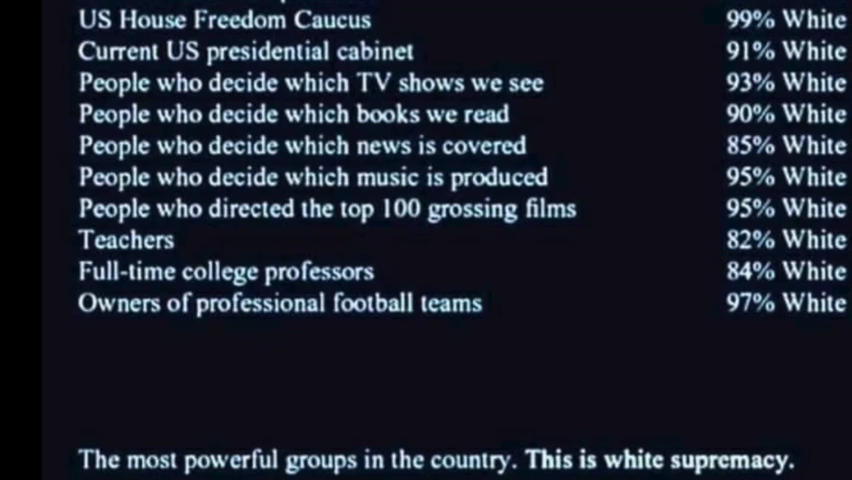 US House Freedom Caucus 99% White
Current US presidential cabinet 91% White
People who decide which TV shows we see 93% White
People who decide which books we read 90% White
People who decide which news is covered 85% White
People who decide which music is produced 95% White
People who directed the top 100 grossing films 95% White
Teachers 82% White
Full-time college professors 84% White
Owners of professional football teams 97% White
The most powerful groups in the country. This is white supremacy.